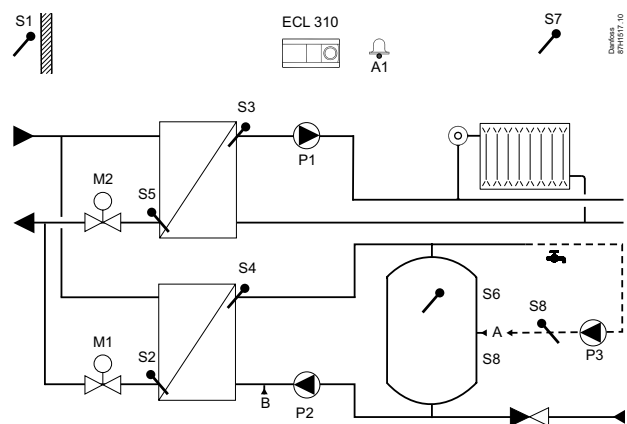 S1
ECL 310
A1
S7
Danfoss
87H1517.10
S3
P1
M2
S5
S4
S6
S8
A
S8
P3
M1
S2
B
P2